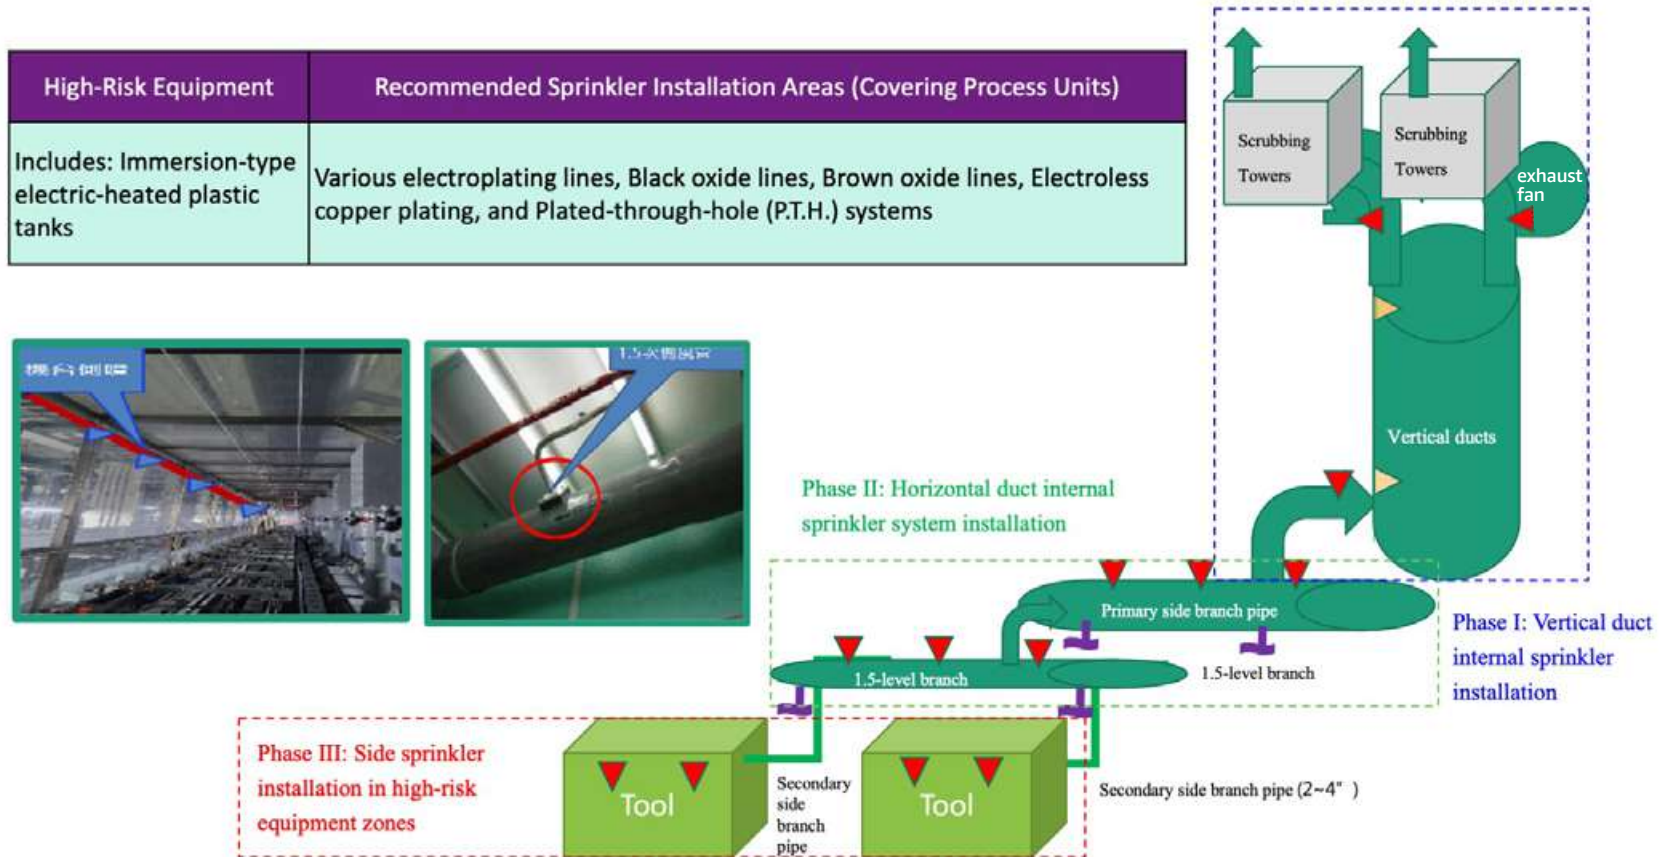 High-Risk Equipment
Recommended Sprinkler Installation Areas (Covering Process Units)
Includes: Immersion-type
electric-heated plastic
tanks
Various electroplating lines, Black oxide lines, Brown oxide lines, Electroless
copper plating, and Plated-through-hole (P.T.H.) systems
Scrubbing
Towers
Scrubbing
Towers
exhaust
fan
Vertical ducts
Phase II: Horizontal duct internal
sprinkler system installation
Primary side branch pipe
1.5-level branch
1.5-level branch
Phase I: Vertical duct
internal sprinkler
installation
Phase III: Side sprinkler
installation in high-risk
equipment zones
Tool
Secondary
side
branch
pipe
Tool
Secondary side branch pipe (2~4" )